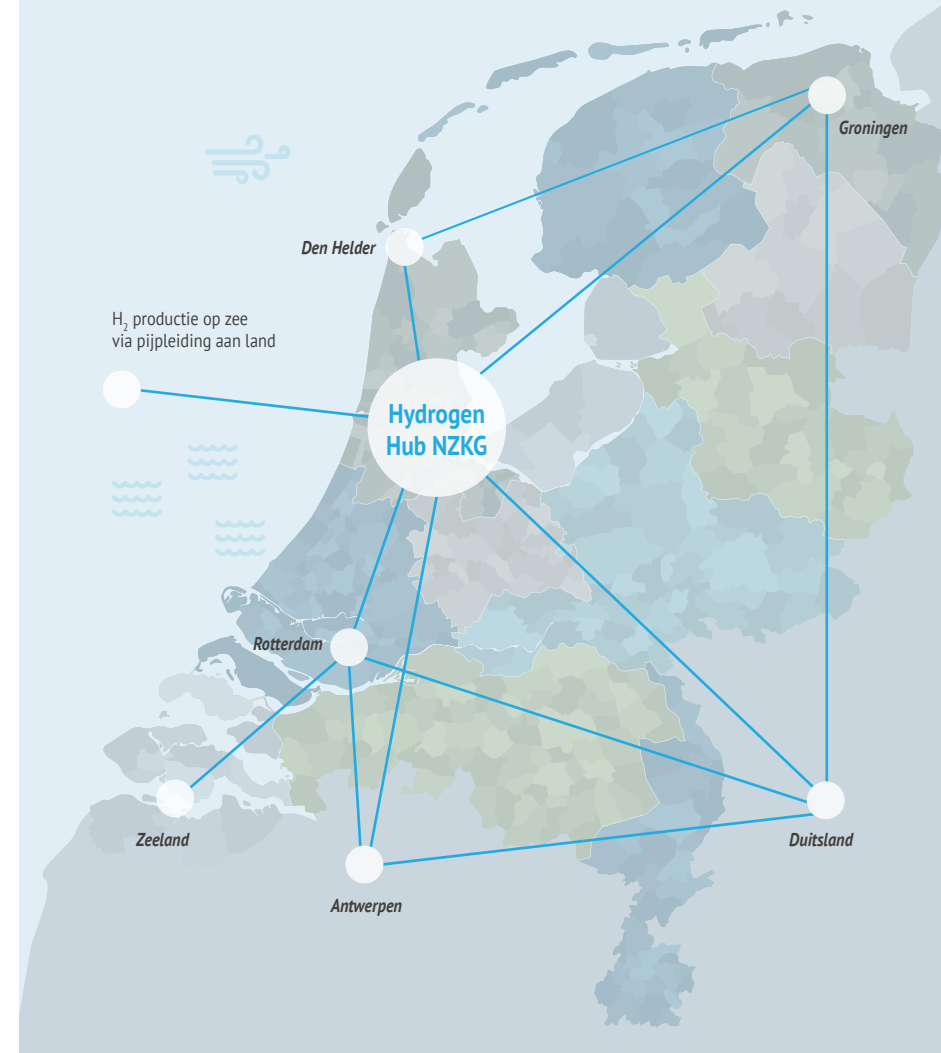 Groningen
Den Helder
H₂ productie op zee
via pijpleiding aan land
Hydrogen
Hub NZKG
Rotterdam
Zeeland
Duitsland
Antwerpen